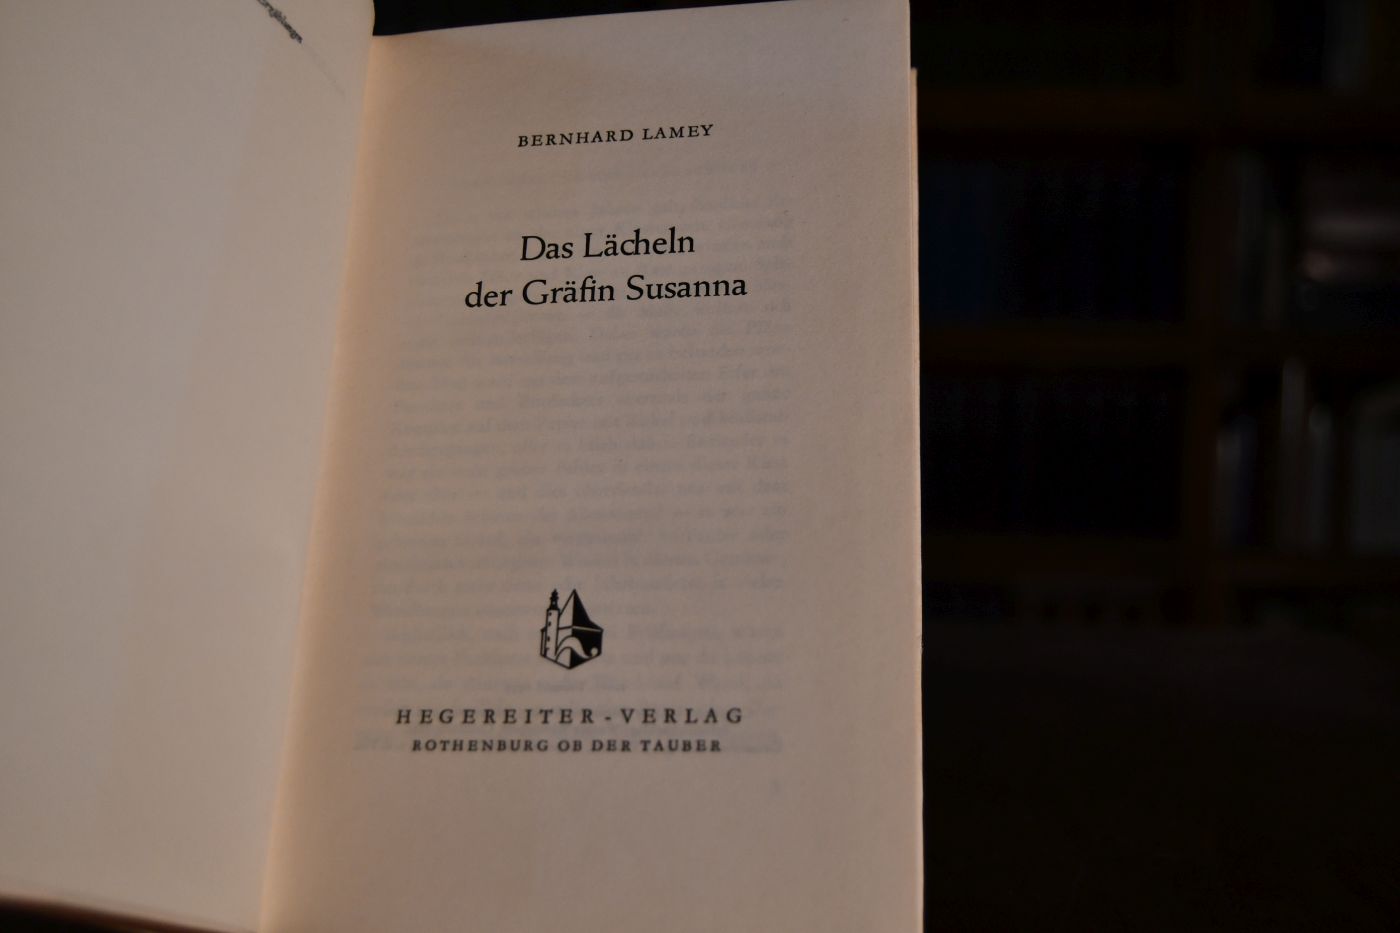 BERNHARD LAMEY
Das Lächeln
der Gräfin Susanna
HEGEREITER-VERLAG
ROTHENBURG OB DER TAUBER